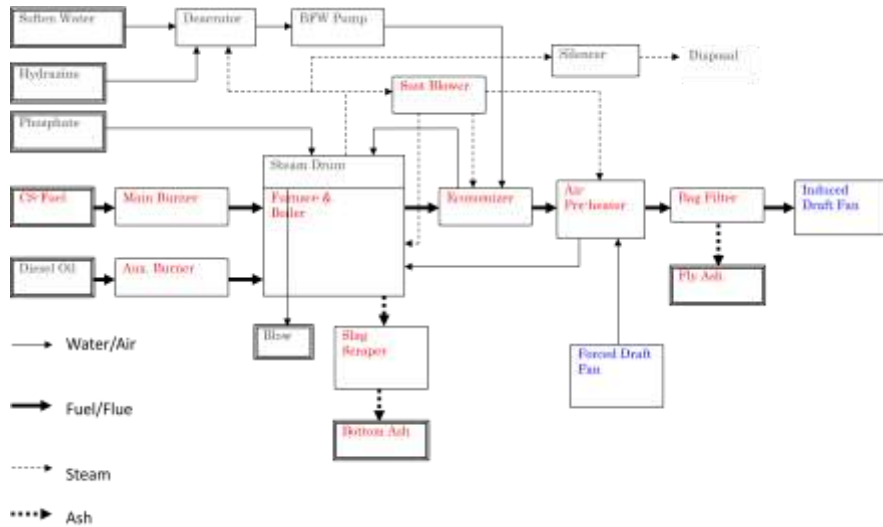 Soften Water
Deaerator
BFW Pump
Silencer
Disposal
Hydrazine
Soot Blower
Phosphate
Steam Drum
CS-Fuel
Main Burner
Furnace &
Boiler
Economizer
Air
Pre-heater
Bag Filter
Induced
Draft Fan
Diesel Oil
Aux. Burner
Fly Ash
Blow
Slag
Scraper
Forced Draft
Fan
Bottom Ash
Water/Air
Fuel/Flue
Steam
Ash